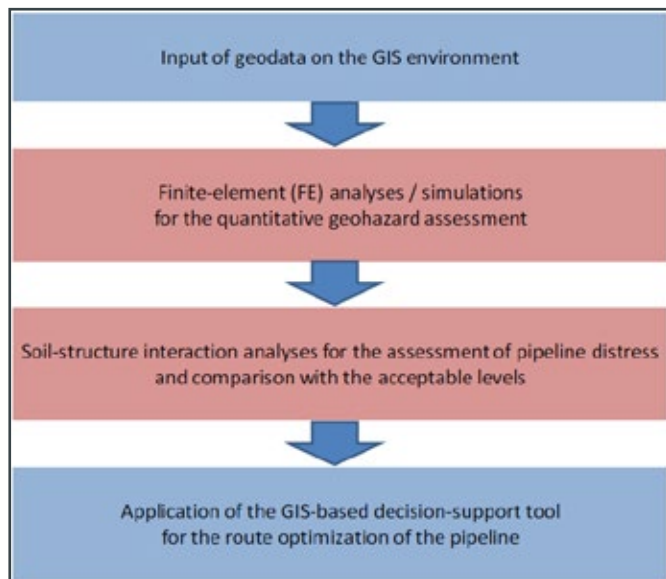 Input of geodata on the GIS environment
Finite-element (FE) analyses / simulations
for the quantitative geohazard assessment
Soil-structure interaction analyses for the assessment of pipeline distress
and comparison with the acceptable levels
Application of the GIS-based decision-support tool
for the route optimization of the pipeline